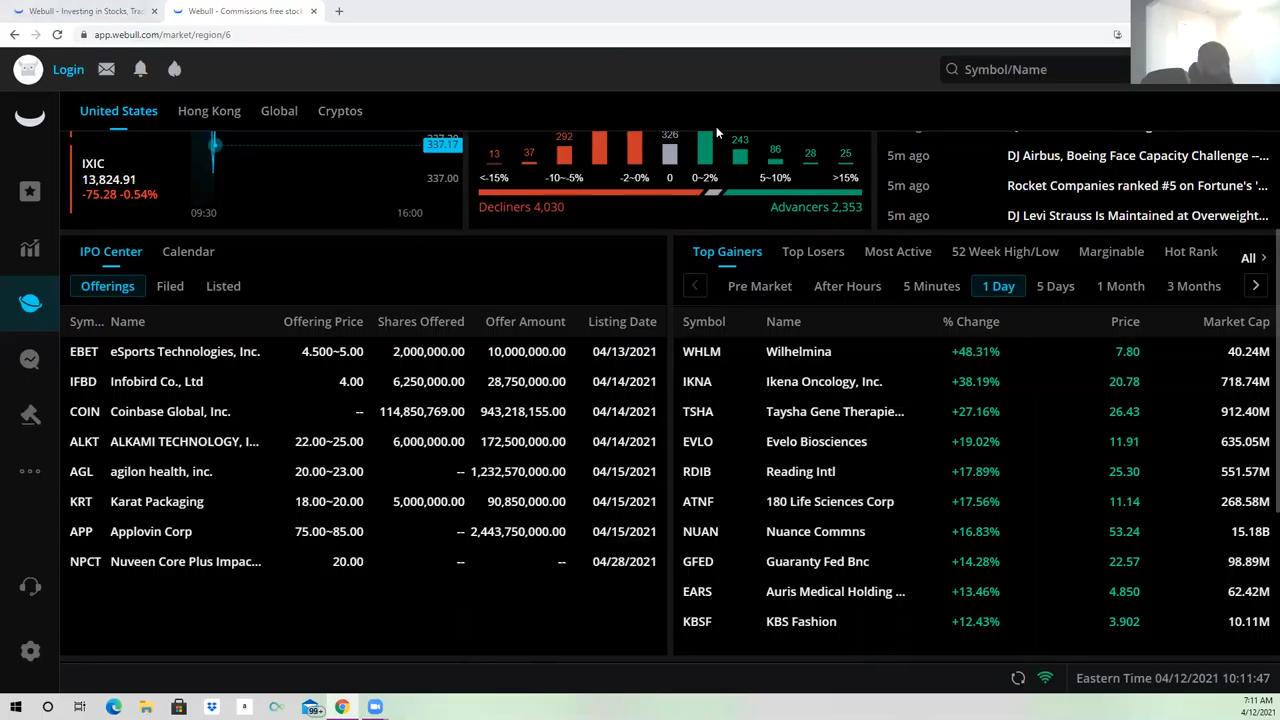 Webull - Investing in Stocks, Tra
Webull - Commissions free stoc
app.webull.com/market/region/6
Login
Symbol/Name
United States Hong Kong Global Cryptos
IXIC
13,824.91
-75.28 -0.54%
337.17
337.00
09:30 16:00
13 37 292 326 243 86 28 25
<-15% -10~-5% -2~0% 0 0~2% 5~10% >15%
Decliners 4,030 Advancers 2,353
5m ago DJ Airbus, Boeing Face Capacity Challenge --...
5m ago Rocket Companies ranked #5 on Fortune's '...
5m ago DJ Levi Strauss Is Maintained at Overweight...
IPO Center Calendar
Offerings Filed Listed
Sym... Name Offering Price Shares Offered Offer Amount Listing Date
EBET eSports Technologies, Inc. 4.500~5.00 2,000,000.00 10,000,000.00 04/13/2021
IFBD Infobird Co., Ltd 4.00 6,250,000.00 28,750,000.00 04/14/2021
COIN Coinbase Global, Inc. -- 114,850,769.00 943,218,155.00 04/14/2021
ALKT ALKAMI TECHNOLOGY, I... 22.00~25.00 6,000,000.00 172,500,000.00 04/14/2021
AGL agilon health, inc. 20.00~23.00 -- 1,232,570,000.00 04/15/2021
KRT Karat Packaging 18.00~20.00 5,000,000.00 90,850,000.00 04/15/2021
APP Applovin Corp 75.00~85.00 -- 2,443,750,000.00 04/15/2021
NPCT Nuveen Core Plus Impac... 20.00 -- -- 04/28/2021
Top Gainers Top Losers Most Active 52 Week High/Low Marginable Hot Rank All >
Pre Market After Hours 5 Minutes 1 Day 5 Days 1 Month 3 Months
Symbol Name % Change Price Market Cap
WHLM Wilhelmina +48.31% 7.80 40.24M
IKNA Ikena Oncology, Inc. +38.19% 20.78 718.74M
TSHA Taysha Gene Therapie... +27.16% 26.43 912.40M
EVLO Evelo Biosciences +19.02% 11.91 635.05M
RDIB Reading Intl +17.89% 25.30 551.57M
ATNF 180 Life Sciences Corp +17.56% 11.14 268.58M
NUAN Nuance Commns +16.83% 53.24 15.18B
GFED Guaranty Fed Bnc +14.28% 22.57 98.89M
EARS Auris Medical Holding ... +13.46% 4.850 62.42M
KBSF KBS Fashion +12.43% 3.902 10.11M
Eastern Time 04/12/2021 10:11:47
99+
7:11 AM
4/12/2021